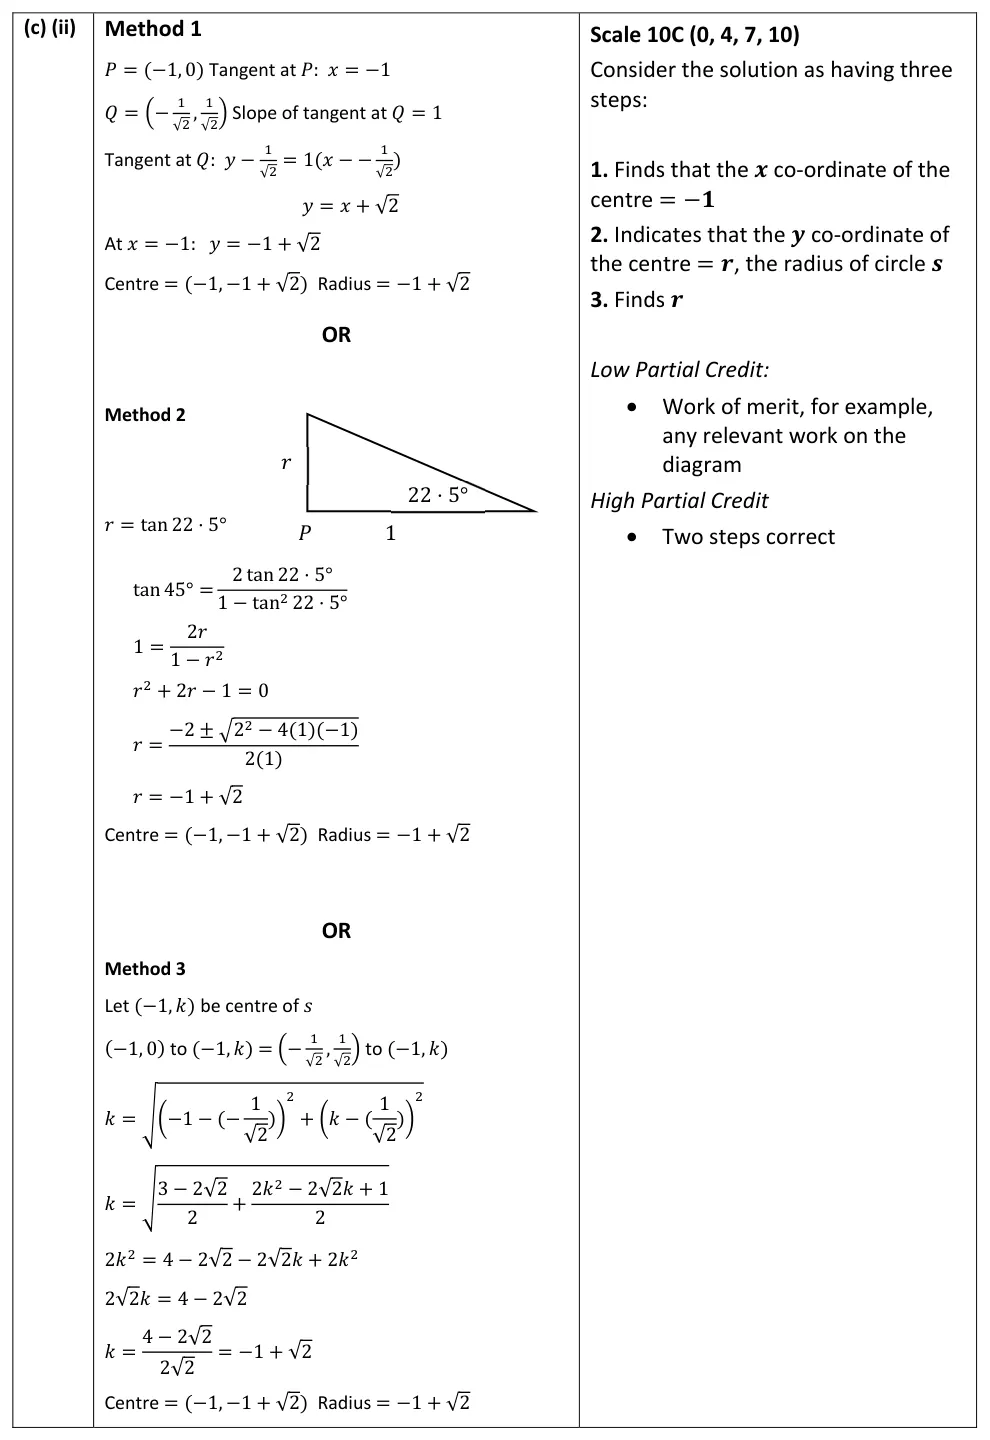 (c) (ii)
Method 1
P = (−1, 0) Tangent at P: x = −1
Q = (−1/√2, 1/√2) Slope of tangent at Q = 1
Tangent at Q: y − 1/√2 = 1(x − − 1/√2)
y = x + √2
At x = −1: y = −1 + √2
Centre = (−1, −1 + √2) Radius = −1 + √2
OR
Method 2
r
22 · 5°
r = tan 22 · 5°
P 1
tan 45° = 2 tan 22 · 5° / 1 − tan² 22 · 5°
1 = 2r / 1 − r²
r² + 2r − 1 = 0
r = −2 ± √(2² − 4(1)(−1)) / 2(1)
r = −1 + √2
Centre = (−1, −1 + √2) Radius = −1 + √2
OR
Method 3
Let (−1, k) be centre of s
(−1, 0) to (−1, k) = (−1/√2, 1/√2) to (−1, k)
k = √((−1 − (−1/√2))² + (k − (1/√2))²)
k = √(3 − 2√2 / 2 + 2k² − 2√2k + 1 / 2)
2k² = 4 − 2√2 − 2√2k + 2k²
2√2k = 4 − 2√2
k = 4 − 2√2 / 2√2 = −1 + √2
Centre = (−1, −1 + √2) Radius = −1 + √2
Scale 10C (0, 4, 7, 10)
Consider the solution as having three
steps:
1. Finds that the x co-ordinate of the
centre = −1
2. Indicates that the y co-ordinate of
the centre = r, the radius of circle s
3. Finds r
Low Partial Credit:
• Work of merit, for example,
any relevant work on the
diagram
High Partial Credit
• Two steps correct